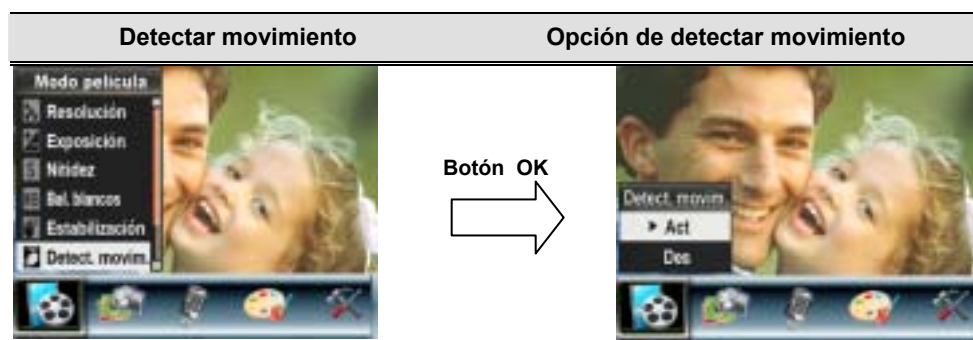 Detectar movimiento
Opción de detectar movimiento
Modo película
Resolución
Exposición
Nitidez
Bal. blancos
Estabilización
Detect. movim.
Botón OK
Detect. movim.
Act
Des